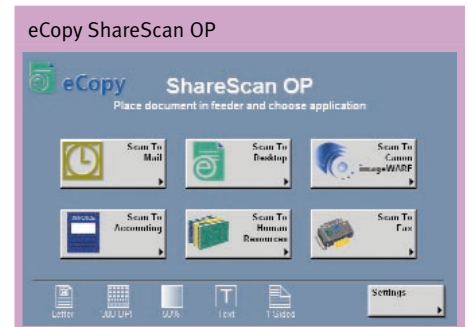 eCopy ShareScan OP
eCopy
ShareScan OP
Place document in feeder and choose application
Scan To
Mail
Scan To
Desktop
Scan To
Canon
imageWARE
INVOICE
Scan To
Accounting
Scan To
Human
Resources
Scan To
Fax
Letter
300 DPI
50%
T
Text
1 Sided
Settings